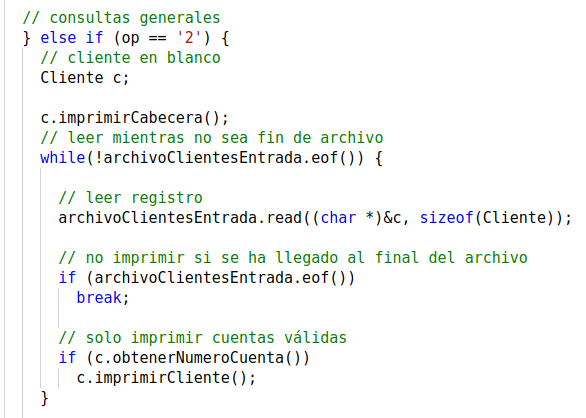 // consultas generales
} else if (op == '2') {
// cliente en blanco
Cliente c;
c.imprimirCabecera();
// leer mientras no sea fin de archivo
while(!archivoClientesEntrada.eof()) {
// leer registro
archivoClientesEntrada.read((char *)&c, sizeof(Cliente));
// no imprimir si se ha llegado al final del archivo
if (archivoClientesEntrada.eof())
break;
// solo imprimir cuentas válidas
if (c.obtenerNumeroCuenta())
c.imprimirCliente();
}